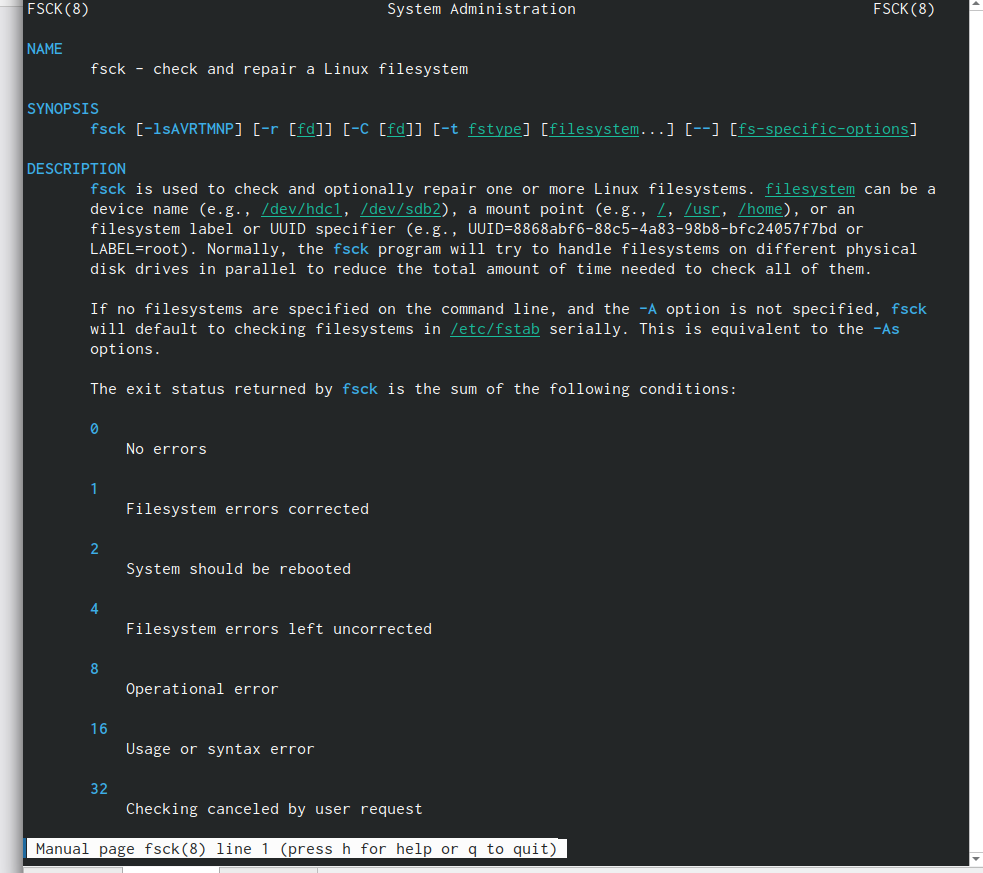 FSCK(8) System Administration FSCK(8)
NAME
fsck - check and repair a Linux filesystem
SYNOPSIS
fsck [-lsAVRTMNP] [-r [fd]] [-C [fd]] [-t fstype] [filesystem...] [--] [fs-specific-options]
DESCRIPTION
fsck is used to check and optionally repair one or more Linux filesystems. filesystem can be a
device name (e.g., /dev/hdc1, /dev/sdb2), a mount point (e.g., /, /usr, /home), or an
filesystem label or UUID specifier (e.g., UUID=8868abf6-88c5-4a83-98b8-bfc24057f7bd or
LABEL=root). Normally, the fsck program will try to handle filesystems on different physical
disk drives in parallel to reduce the total amount of time needed to check all of them.
If no filesystems are specified on the command line, and the -A option is not specified, fsck
will default to checking filesystems in /etc/fstab serially. This is equivalent to the -As
options.
The exit status returned by fsck is the sum of the following conditions:
0
No errors
1
Filesystem errors corrected
2
System should be rebooted
4
Filesystem errors left uncorrected
8
Operational error
16
Usage or syntax error
32
Checking canceled by user request
Manual page fsck(8) line 1 (press h for help or q to quit)